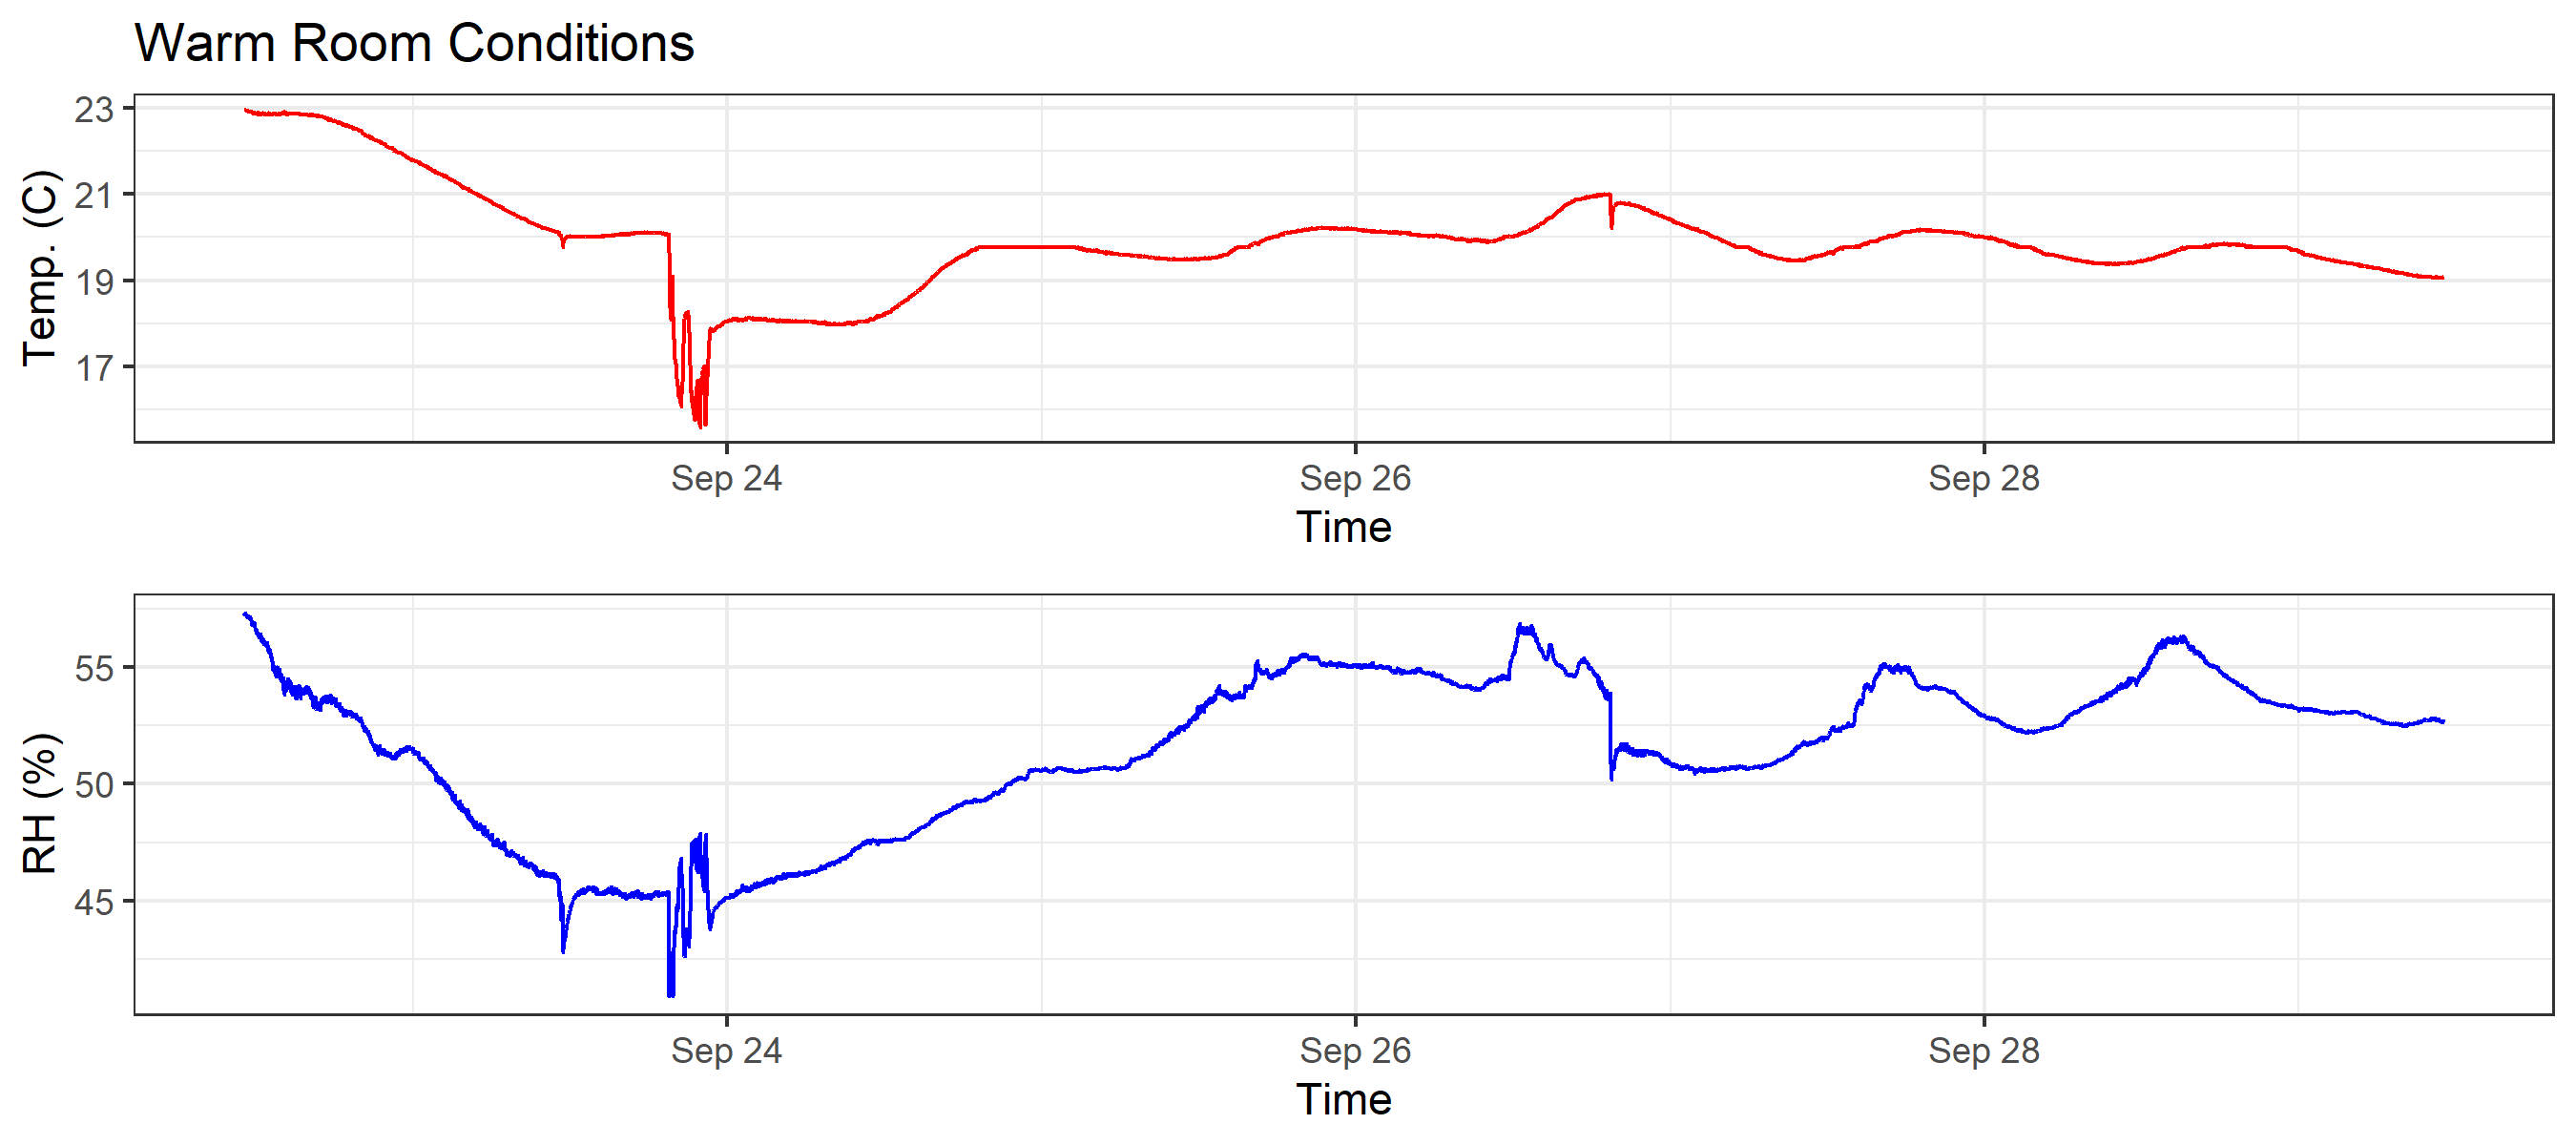 Warm Room Conditions
23
21
19
17
Temp. (C)
Sep 24 Sep 26 Sep 28
Time
55
50
45
RH (%)
Sep 24 Sep 26 Sep 28
Time